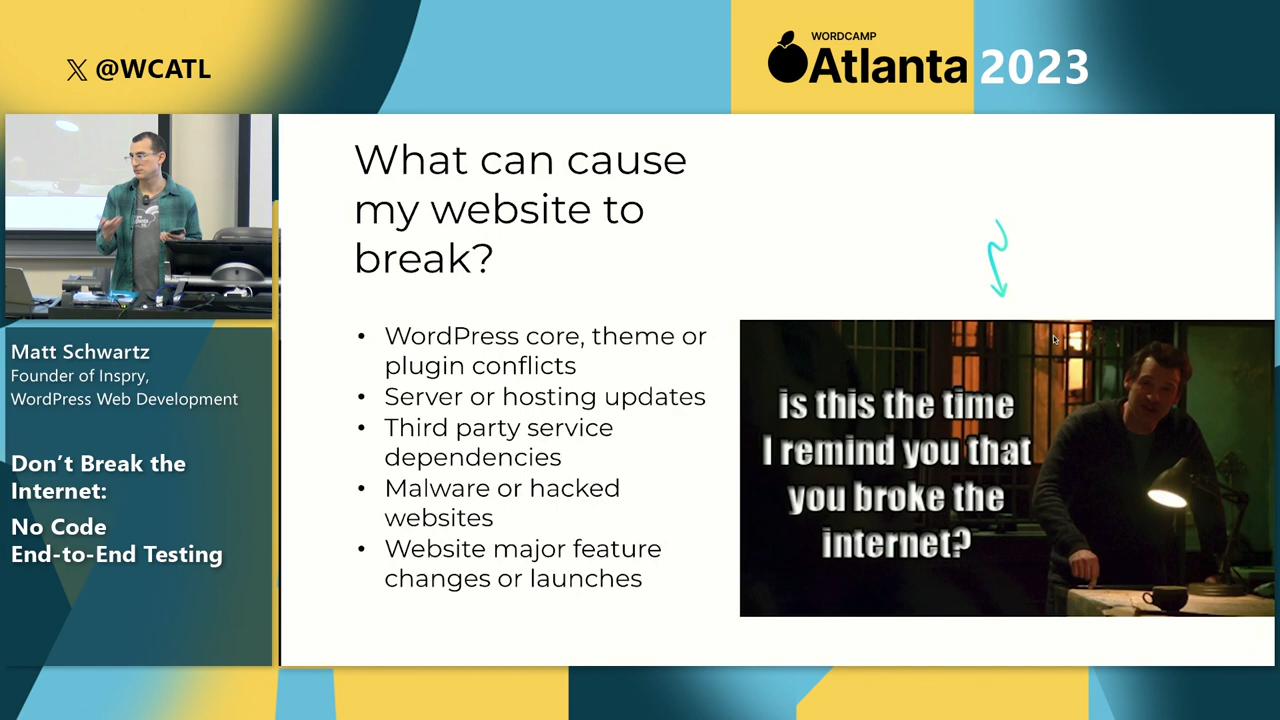 𝕏 @WCATL
WORDCAMP
Atlanta 2023
What can cause
my website to
break?
• WordPress core, theme or
plugin conflicts
• Server or hosting updates
• Third party service
dependencies
• Malware or hacked
websites
• Website major feature
changes or launches
is this the time
I remind you that
you broke the
internet?
Matt Schwartz
Founder of Inspry,
WordPress Web Development
Don’t Break the
Internet:
No Code
End-to-End Testing